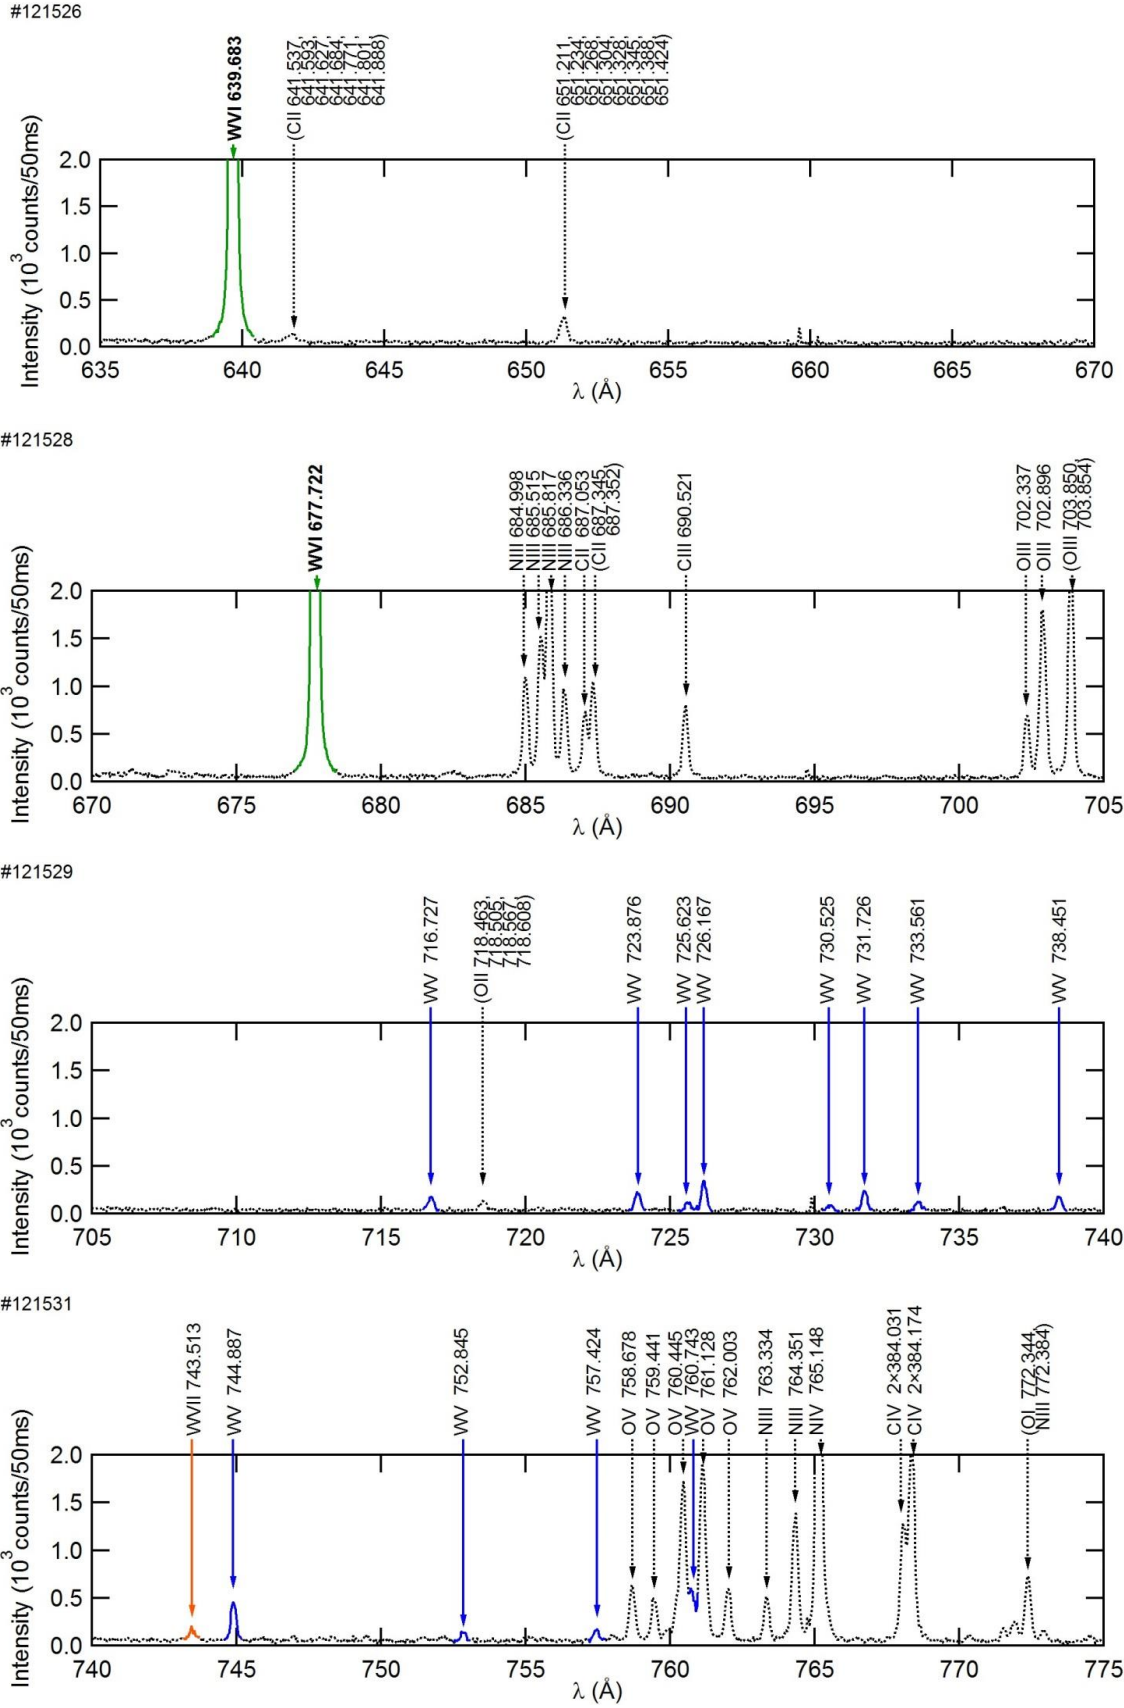 #121526
WVI 639.683
(CII 641.537,
641.593,
641.627,
641.684,
641.771,
641.801,
641.888)
(CII 651.211,
651.234,
651.268,
651.304,
651.328,
651.345,
651.388,
651.424)
Intensity (10³ counts/50ms)
2.0
1.5
1.0
0.5
0.0
635 640 645 650 655 660 665 670
λ (Å)
#121528
WVI 677.722
NIII 684.998
NIII 685.515
NIII 685.817
NIII 686.336
CII 687.053
(CII 687.345,
687.352)
CIII 690.521
OIII 702.337
OIII 702.896
(OIII 703.850,
703.854)
Intensity (10³ counts/50ms)
2.0
1.5
1.0
0.5
0.0
670 675 680 685 690 695 700 705
λ (Å)
#121529
WV 716.727
(OII 718.463,
718.505,
718.567,
718.608)
WV 723.876
WV 725.623
WV 726.167
WV 730.525
WV 731.726
WV 733.561
WV 738.451
Intensity (10³ counts/50ms)
2.0
1.5
1.0
0.5
0.0
705 710 715 720 725 730 735 740
λ (Å)
#121531
WVII 743.513
WV 744.887
WV 752.845
WV 757.424
OV 758.678
OV 759.441
OV 760.445
WV 760.743
OV 761.128
OV 762.003
NIII 763.334
NIII 764.351
NIV 765.148
CIV 2×384.031
CIV 2×384.174
(OI 772.344,
NIII 772.384)
Intensity (10³ counts/50ms)
2.0
1.5
1.0
0.5
0.0
740 745 750 755 760 765 770 775
λ (Å)